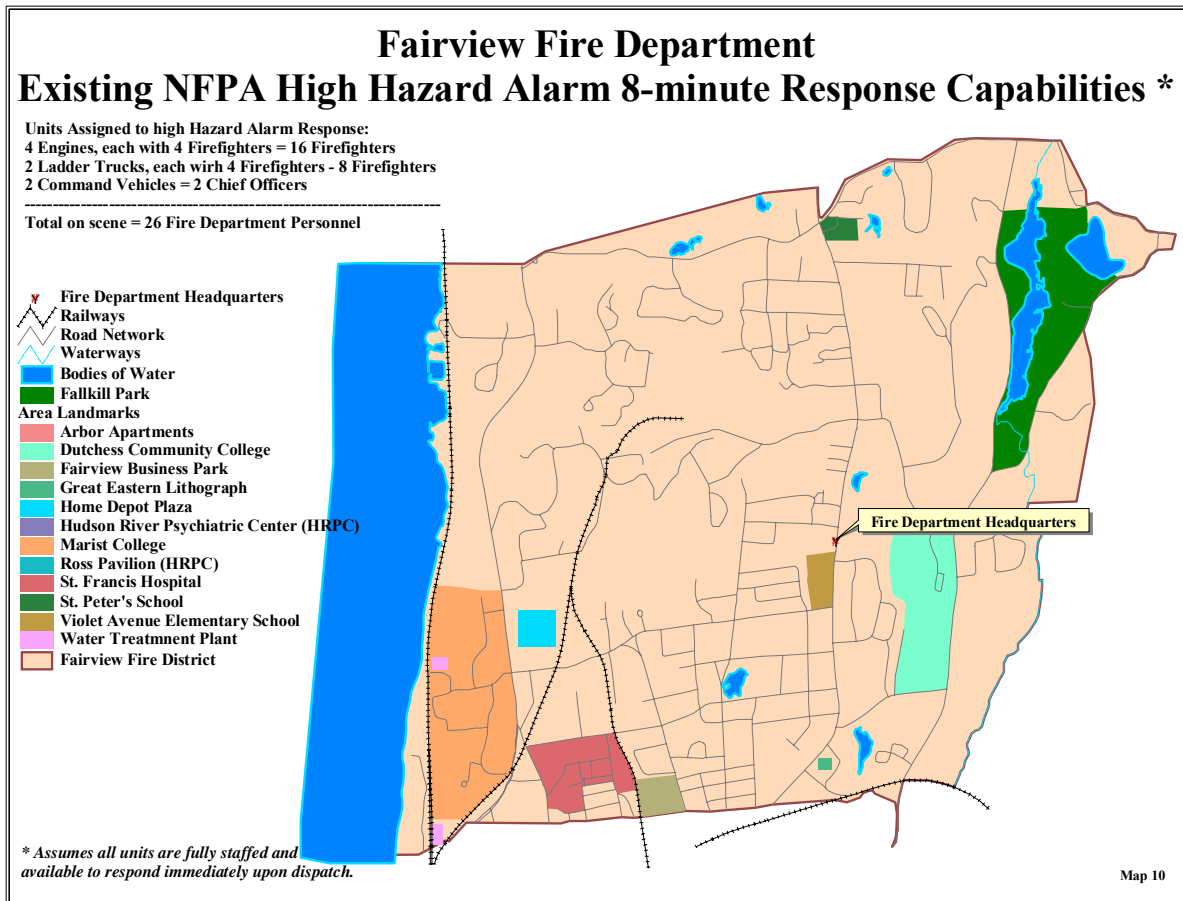 Fairview Fire Department
Existing NFPA High Hazard Alarm 8-minute Response Capabilities *
Units Assigned to high Hazard Alarm Response:
4 Engines, each with 4 Firefighters = 16 Firefighters
2 Ladder Trucks, each wirh 4 Firefighters - 8 Firefighters
2 Command Vehicles = 2 Chief Officers
------------------------------------------------------------------------------
Total on scene = 26 Fire Department Personnel
Fire Department Headquarters
Railways
Road Network
Waterways
Bodies of Water
Fallkill Park
Area Landmarks
Arbor Apartments
Dutchess Community College
Fairview Business Park
Great Eastern Lithograph
Home Depot Plaza
Hudson River Psychiatric Center (HRPC)
Marist College
Ross Pavilion (HRPC)
St. Francis Hospital
St. Peter's School
Violet Avenue Elementary School
Water Treatmnent Plant
Fairview Fire District
Fire Department Headquarters
* Assumes all units are fully staffed and
available to respond immediately upon dispatch.
Map 10